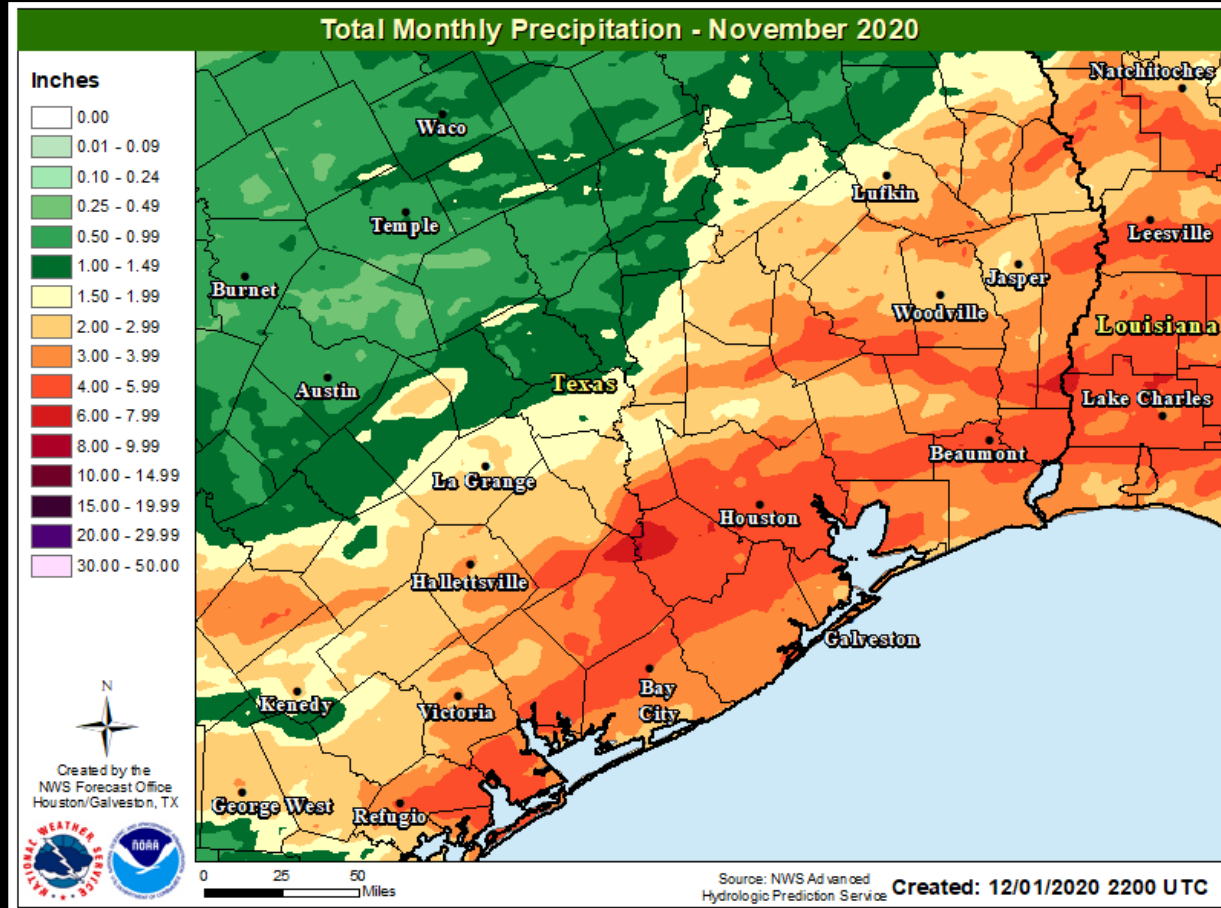 Total Monthly Precipitation - November 2020
Inches
0.00
0.01 - 0.09
0.10 - 0.24
0.25 - 0.49
0.50 - 0.99
1.00 - 1.49
1.50 - 1.99
2.00 - 2.99
3.00 - 3.99
4.00 - 5.99
6.00 - 7.99
8.00 - 9.99
10.00 - 14.99
15.00 - 19.99
20.00 - 29.99
30.00 - 50.00
Natchitoches
Waco
Lufkin
Temple
Leesville
Burnet
Jasper
Woodville
Louisiana
Texas
Austin
Lake Charles
Beaumont
La Grange
Houston
Hallettsville
Galveston
Bay
City
Kenedy
Victoria
George West
Refugio
N
Created by the
NWS Forecast Office
Houston/Galveston, TX
NATIONAL WEATHER SERVICE
NOAA
0 25 50
Miles
Source: NWS Advanced
Hydrologic Prediction Service
Created: 12/01/2020 2200 UTC